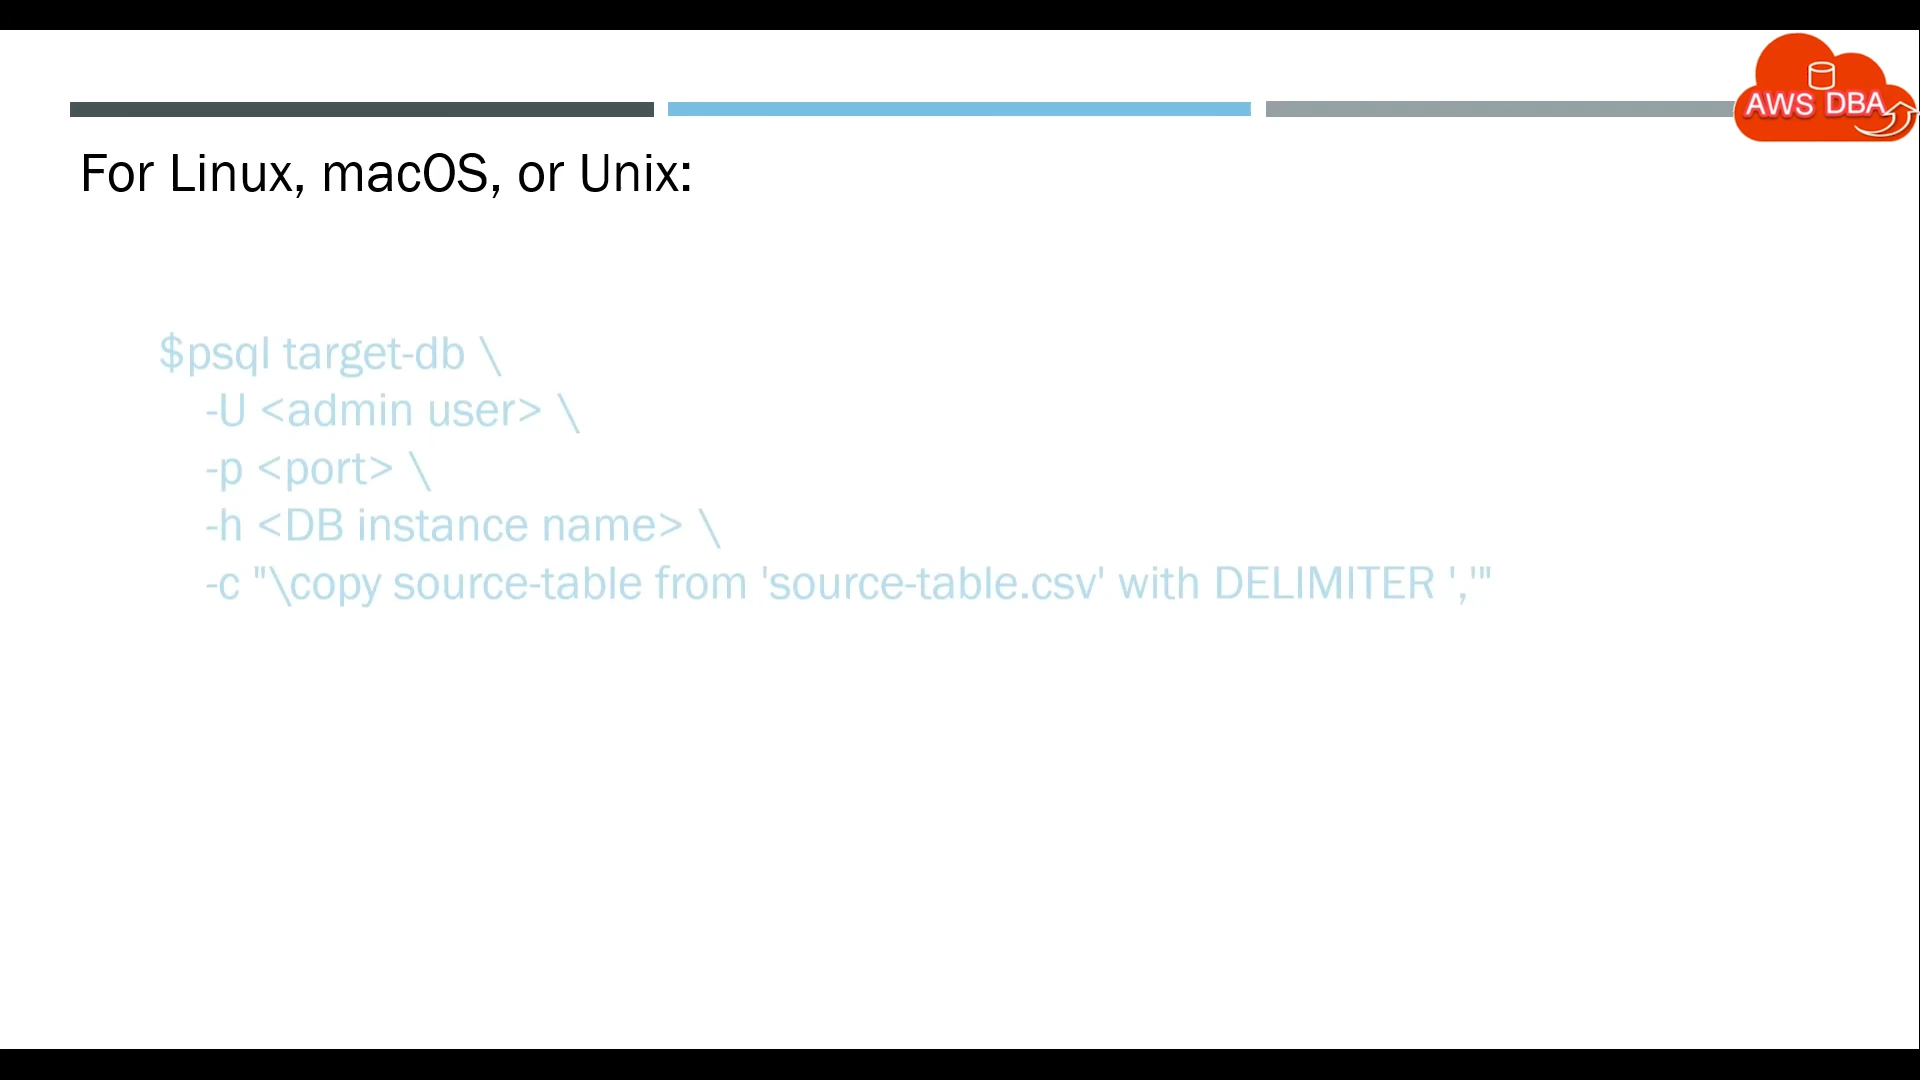 AWS DBA
For Linux, macOS, or Unix:
$psql target-db \
-U <admin user> \
-p <port> \
-h <DB instance name> \
-c "\copy source-table from 'source-table.csv' with DELIMITER ','"